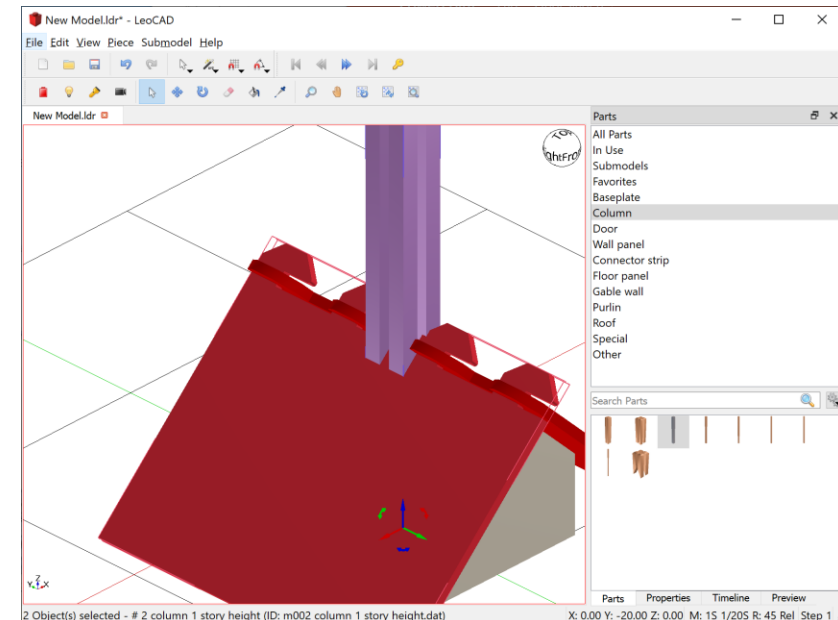 New Model.ldr* - LeoCAD
File Edit View Piece Submodel Help
New Model.ldr
Parts
All Parts
In Use
Submodels
Favorites
Baseplate
Column
Door
Wall panel
Connector strip
Floor panel
Gable wall
Purlin
Roof
Special
Other
Search Parts
Z
Y X
Parts Properties Timeline Preview
2 Object(s) selected - # 2 column 1 story height (ID: m002 column 1 story height.dat) X: 0.00 Y: -20.00 Z: 0.00 M: 1S 1/20S R: 45 Rel Step 1